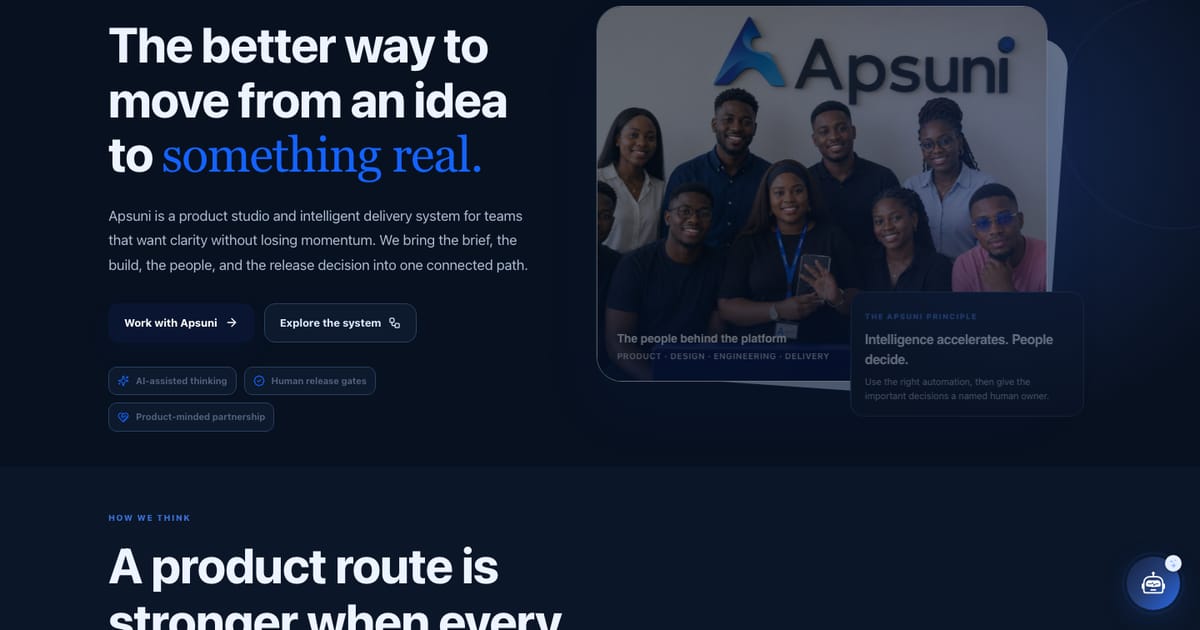 The better way to
move from an idea
to something real.
Apsuni is a product studio and intelligent delivery system for teams
that want clarity without losing momentum. We bring the brief, the
build, the people, and the release decision into one connected path.
Work with Apsuni
Explore the system
AI-assisted thinking
Human release gates
Product-minded partnership
Apsuni
The people behind the platform
PRODUCT · DESIGN · ENGINEERING · DELIVERY
THE APSUNI PRINCIPLE
Intelligence accelerates. People
decide.
Use the right automation, then give the
important decisions a named human owner.
HOW WE THINK
A product route is
stronger when every